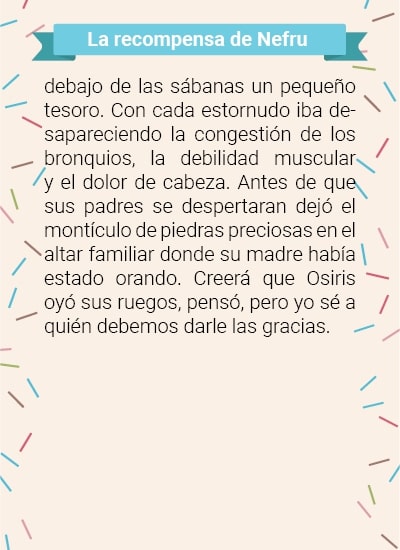 La recompensa de Nefru
debajo de las sábanas un pequeño
tesoro. Con cada estornudo iba de-
sapareciendo la congestión de los
bronquios, la debilidad muscular
y el dolor de cabeza. Antes de que
sus padres se despertaran dejó el
montículo de piedras preciosas en el
altar familiar donde su madre había
estado orando. Creerá que Osiris
oyó sus ruegos, pensó, pero yo sé a
quién debemos darle las gracias.